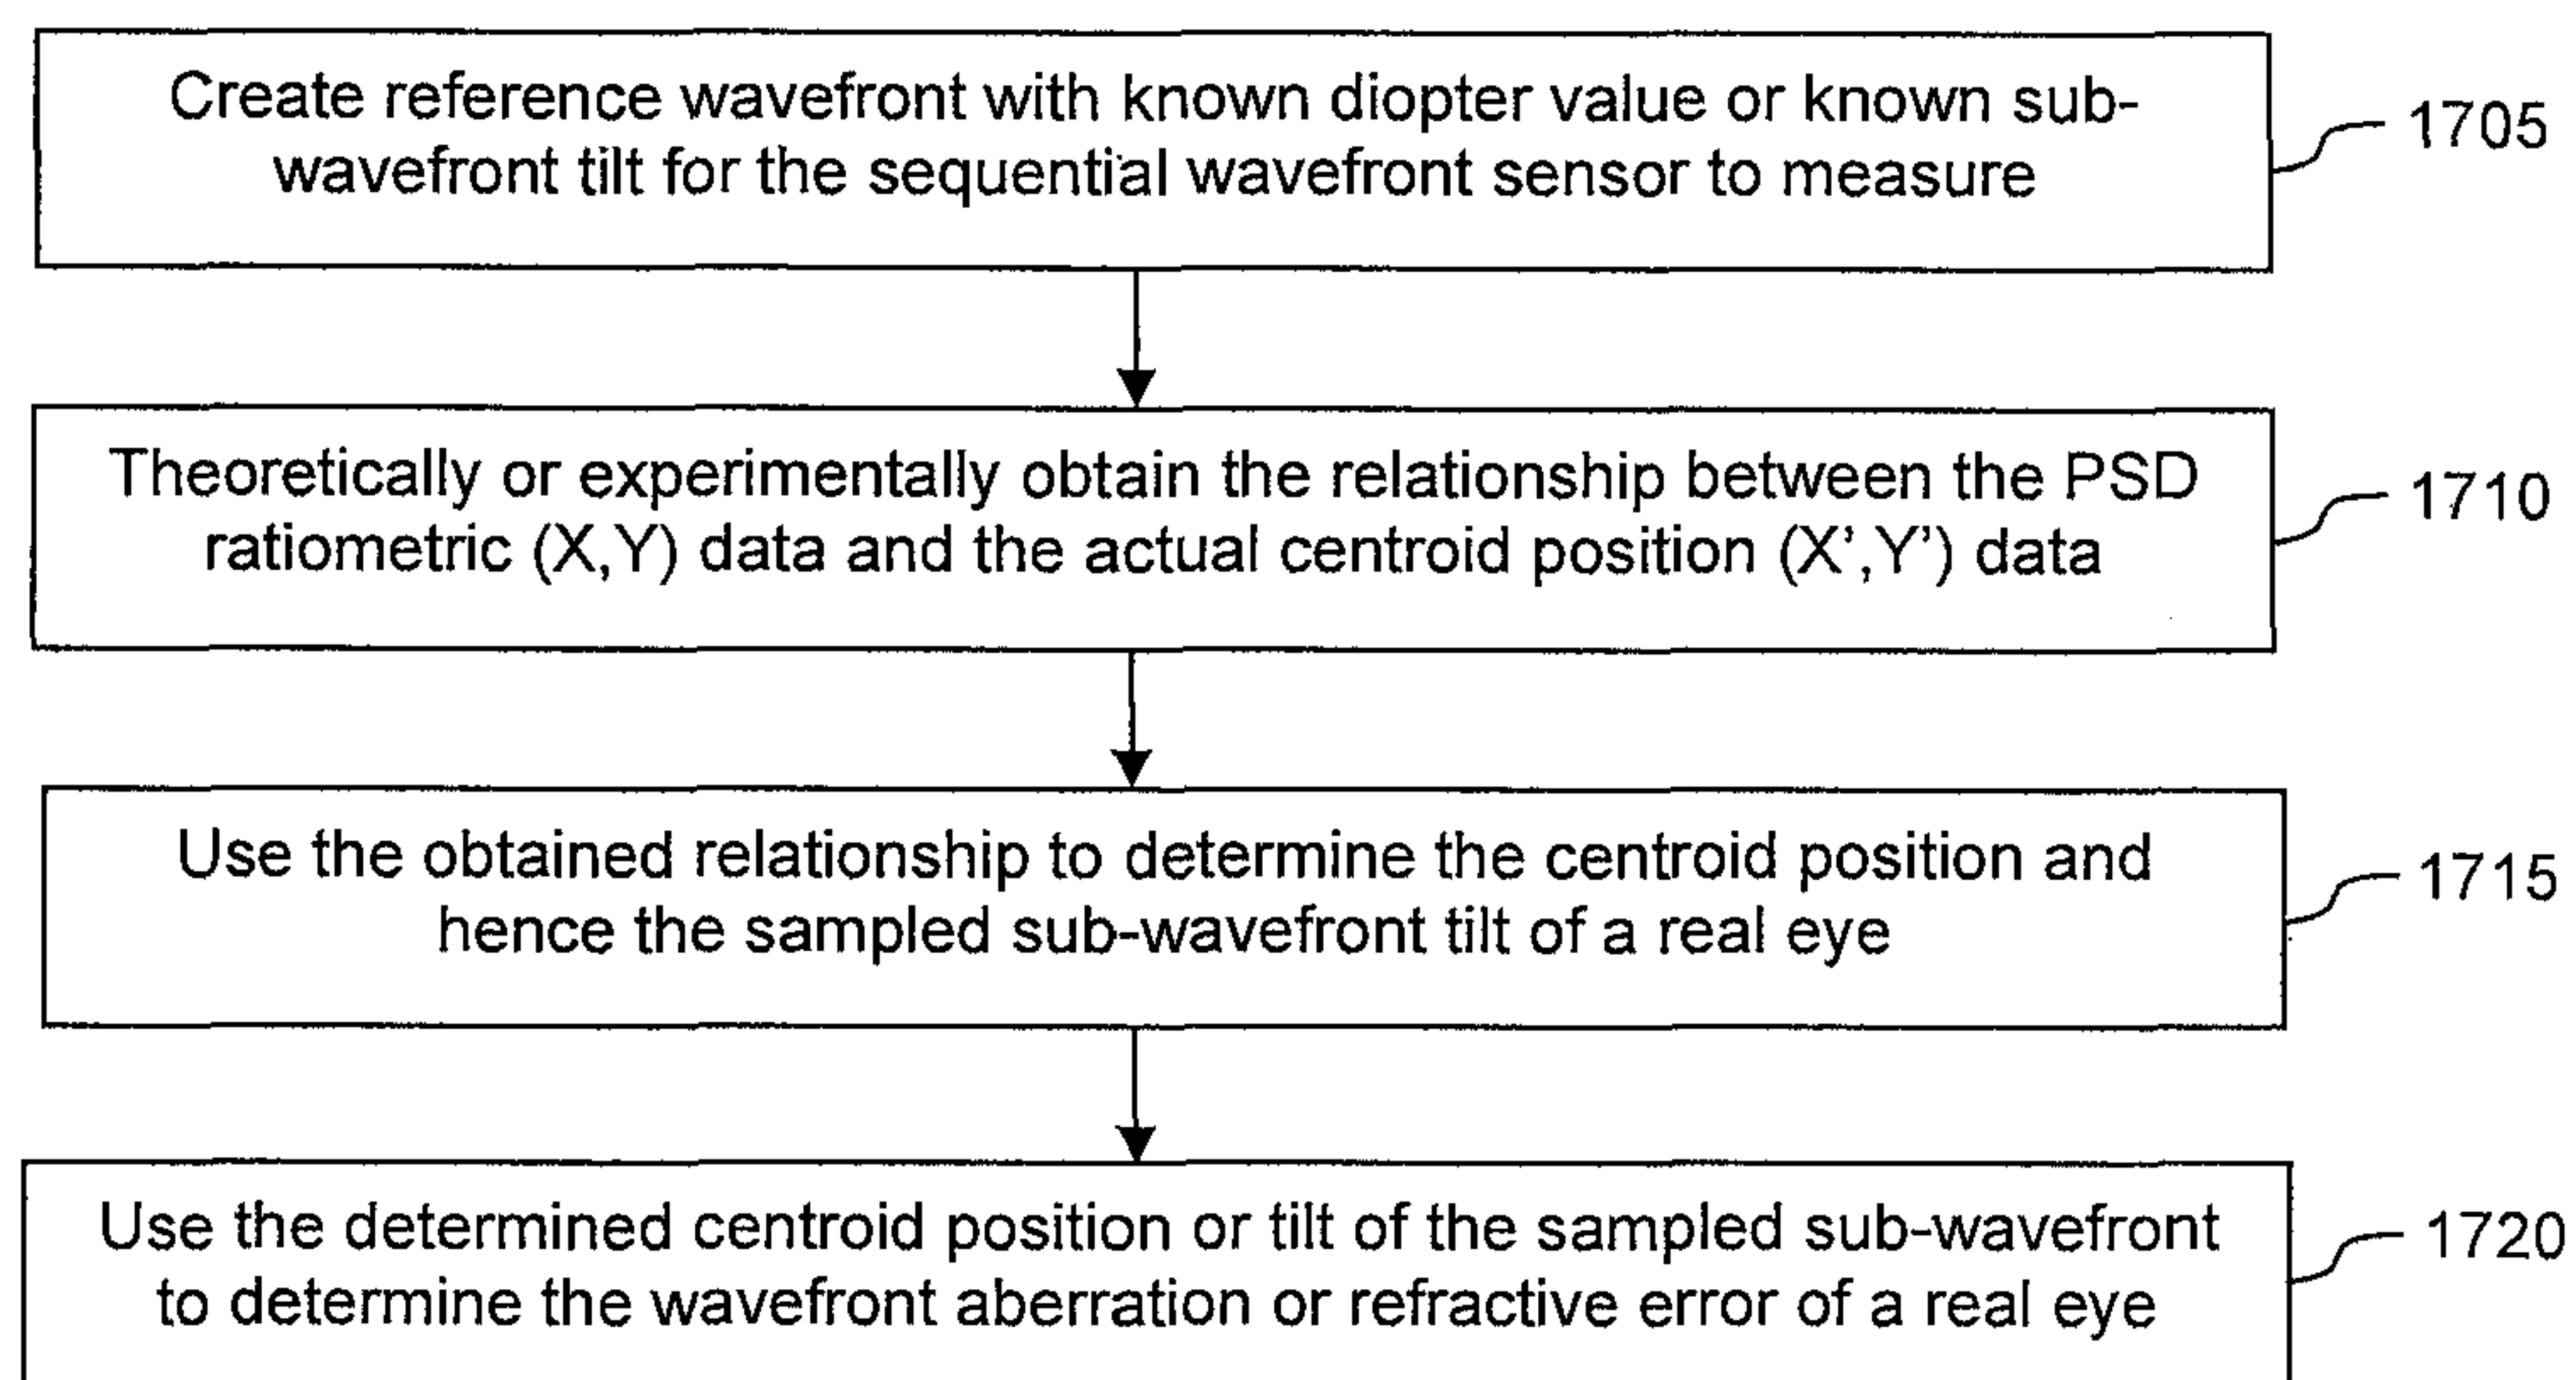 Create reference wavefront with known diopter value or known sub-
wavefront tilt for the sequential wavefront sensor to measure
1705
Theoretically or experimentally obtain the relationship between the PSD
ratiometric (X,Y) data and the actual centroid position (X’,Y’) data
1710
Use the obtained relationship to determine the centroid position and
hence the sampled sub-wavefront tilt of a real eye
1715
Use the determined centroid position or tilt of the sampled sub-wavefront
to determine the wavefront aberration or refractive error of a real eye
1720